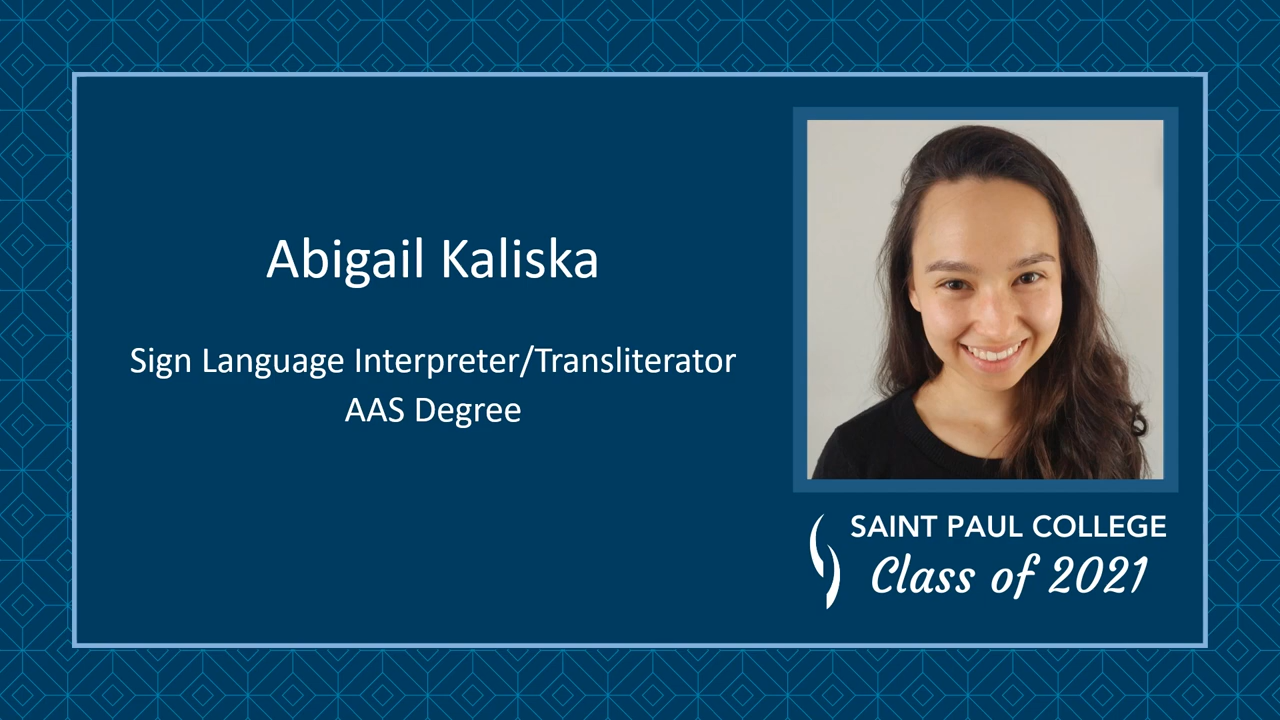 Abigail Kaliska
Sign Language Interpreter/Transliterator
AAS Degree
SAINT PAUL COLLEGE
Class of 2021